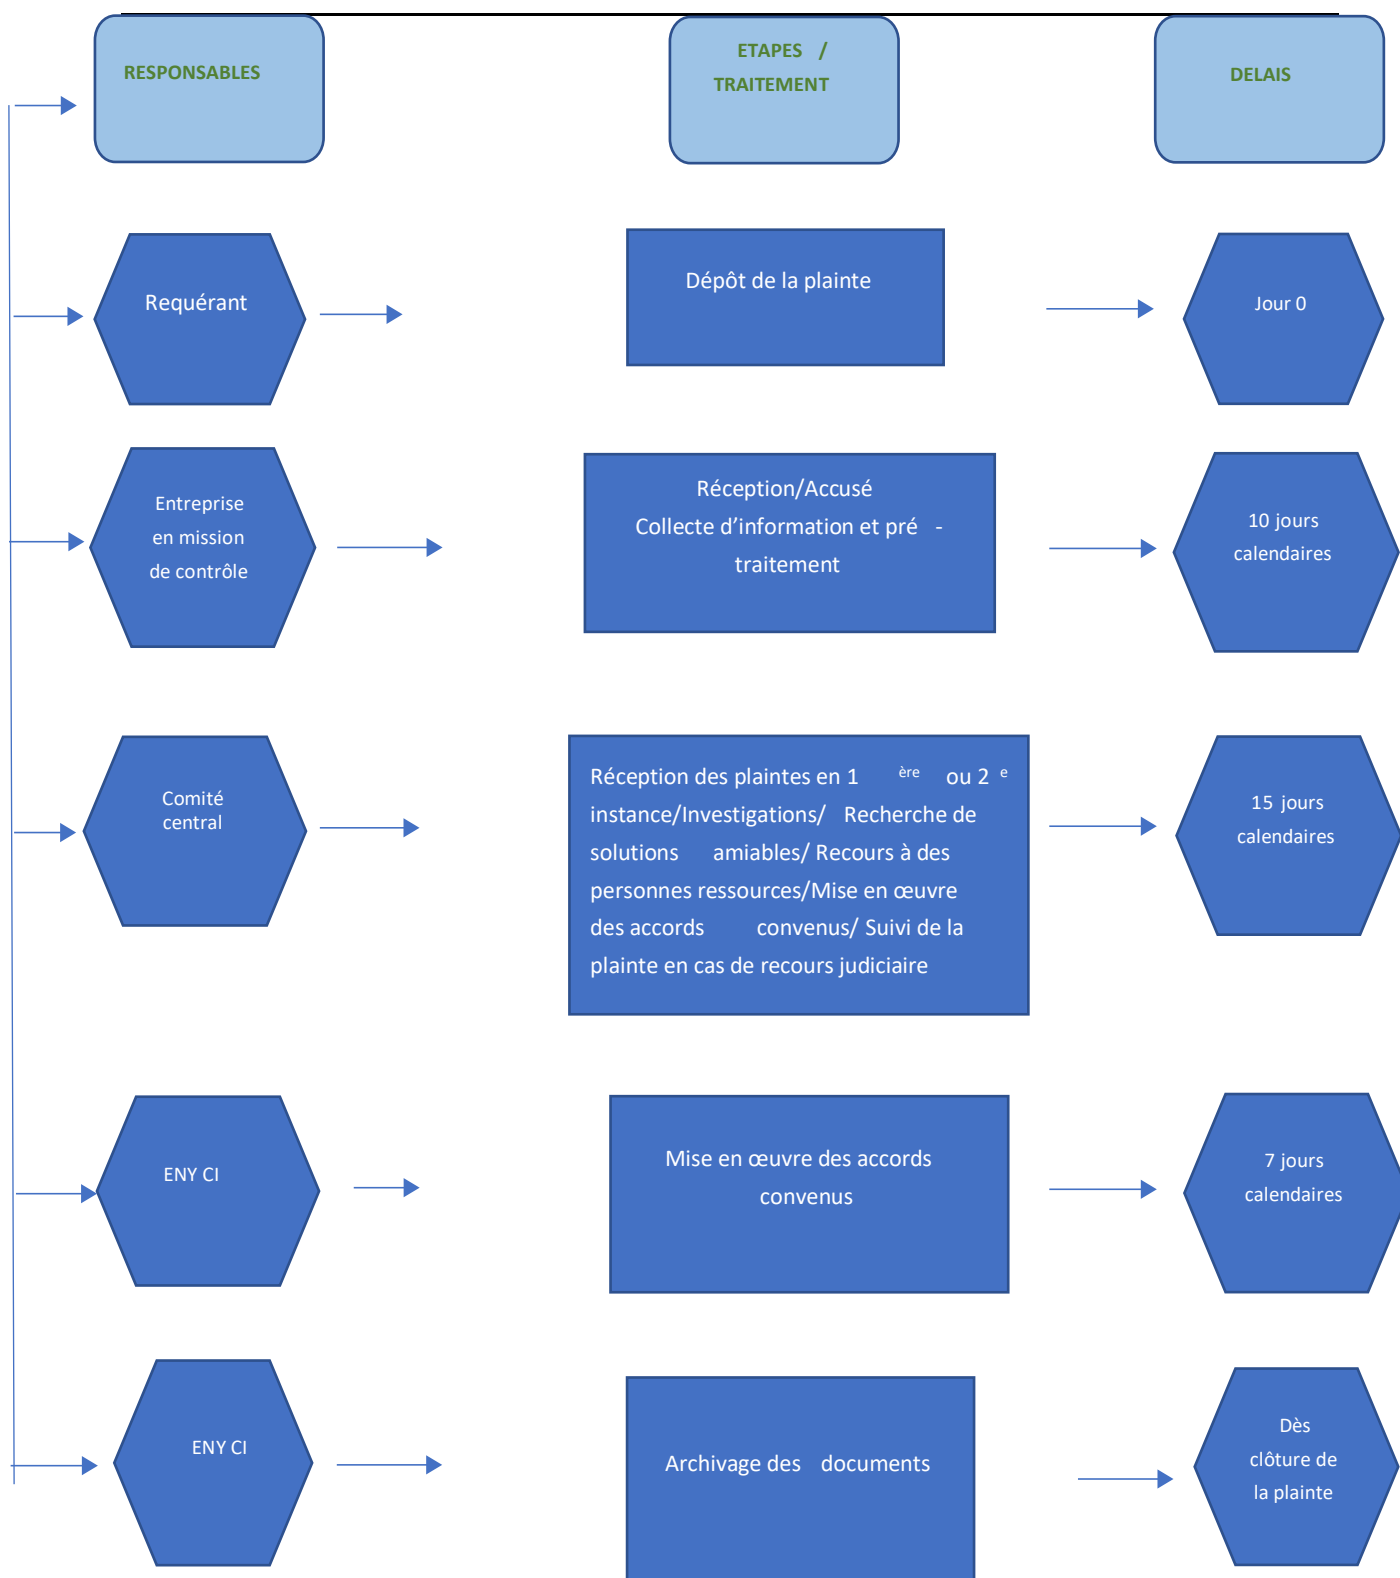 RESPONSABLES
ETAPES / 
TRAITEMENT
DELAIS
Requérant
Dépôt de la plainte
Jour 0
Entreprise
en mission
de contrôle
Réception/Accusé
Collecte d’information et pré -
traitement
10 jours
calendaires
Comité
central
Réception des plaintes en 1 ère ou 2 e
instance/Investigations/ Recherche de
solutions amiables/ Recours à des
personnes ressources/Mise en œuvre
des accords convenus/ Suivi de la
plainte en cas de recours judiciaire
15 jours
calendaires
ENY CI
Mise en œuvre des accords
convenus
7 jours
calendaires
ENY CI
Archivage des documents
Dès
clôture de
la plainte